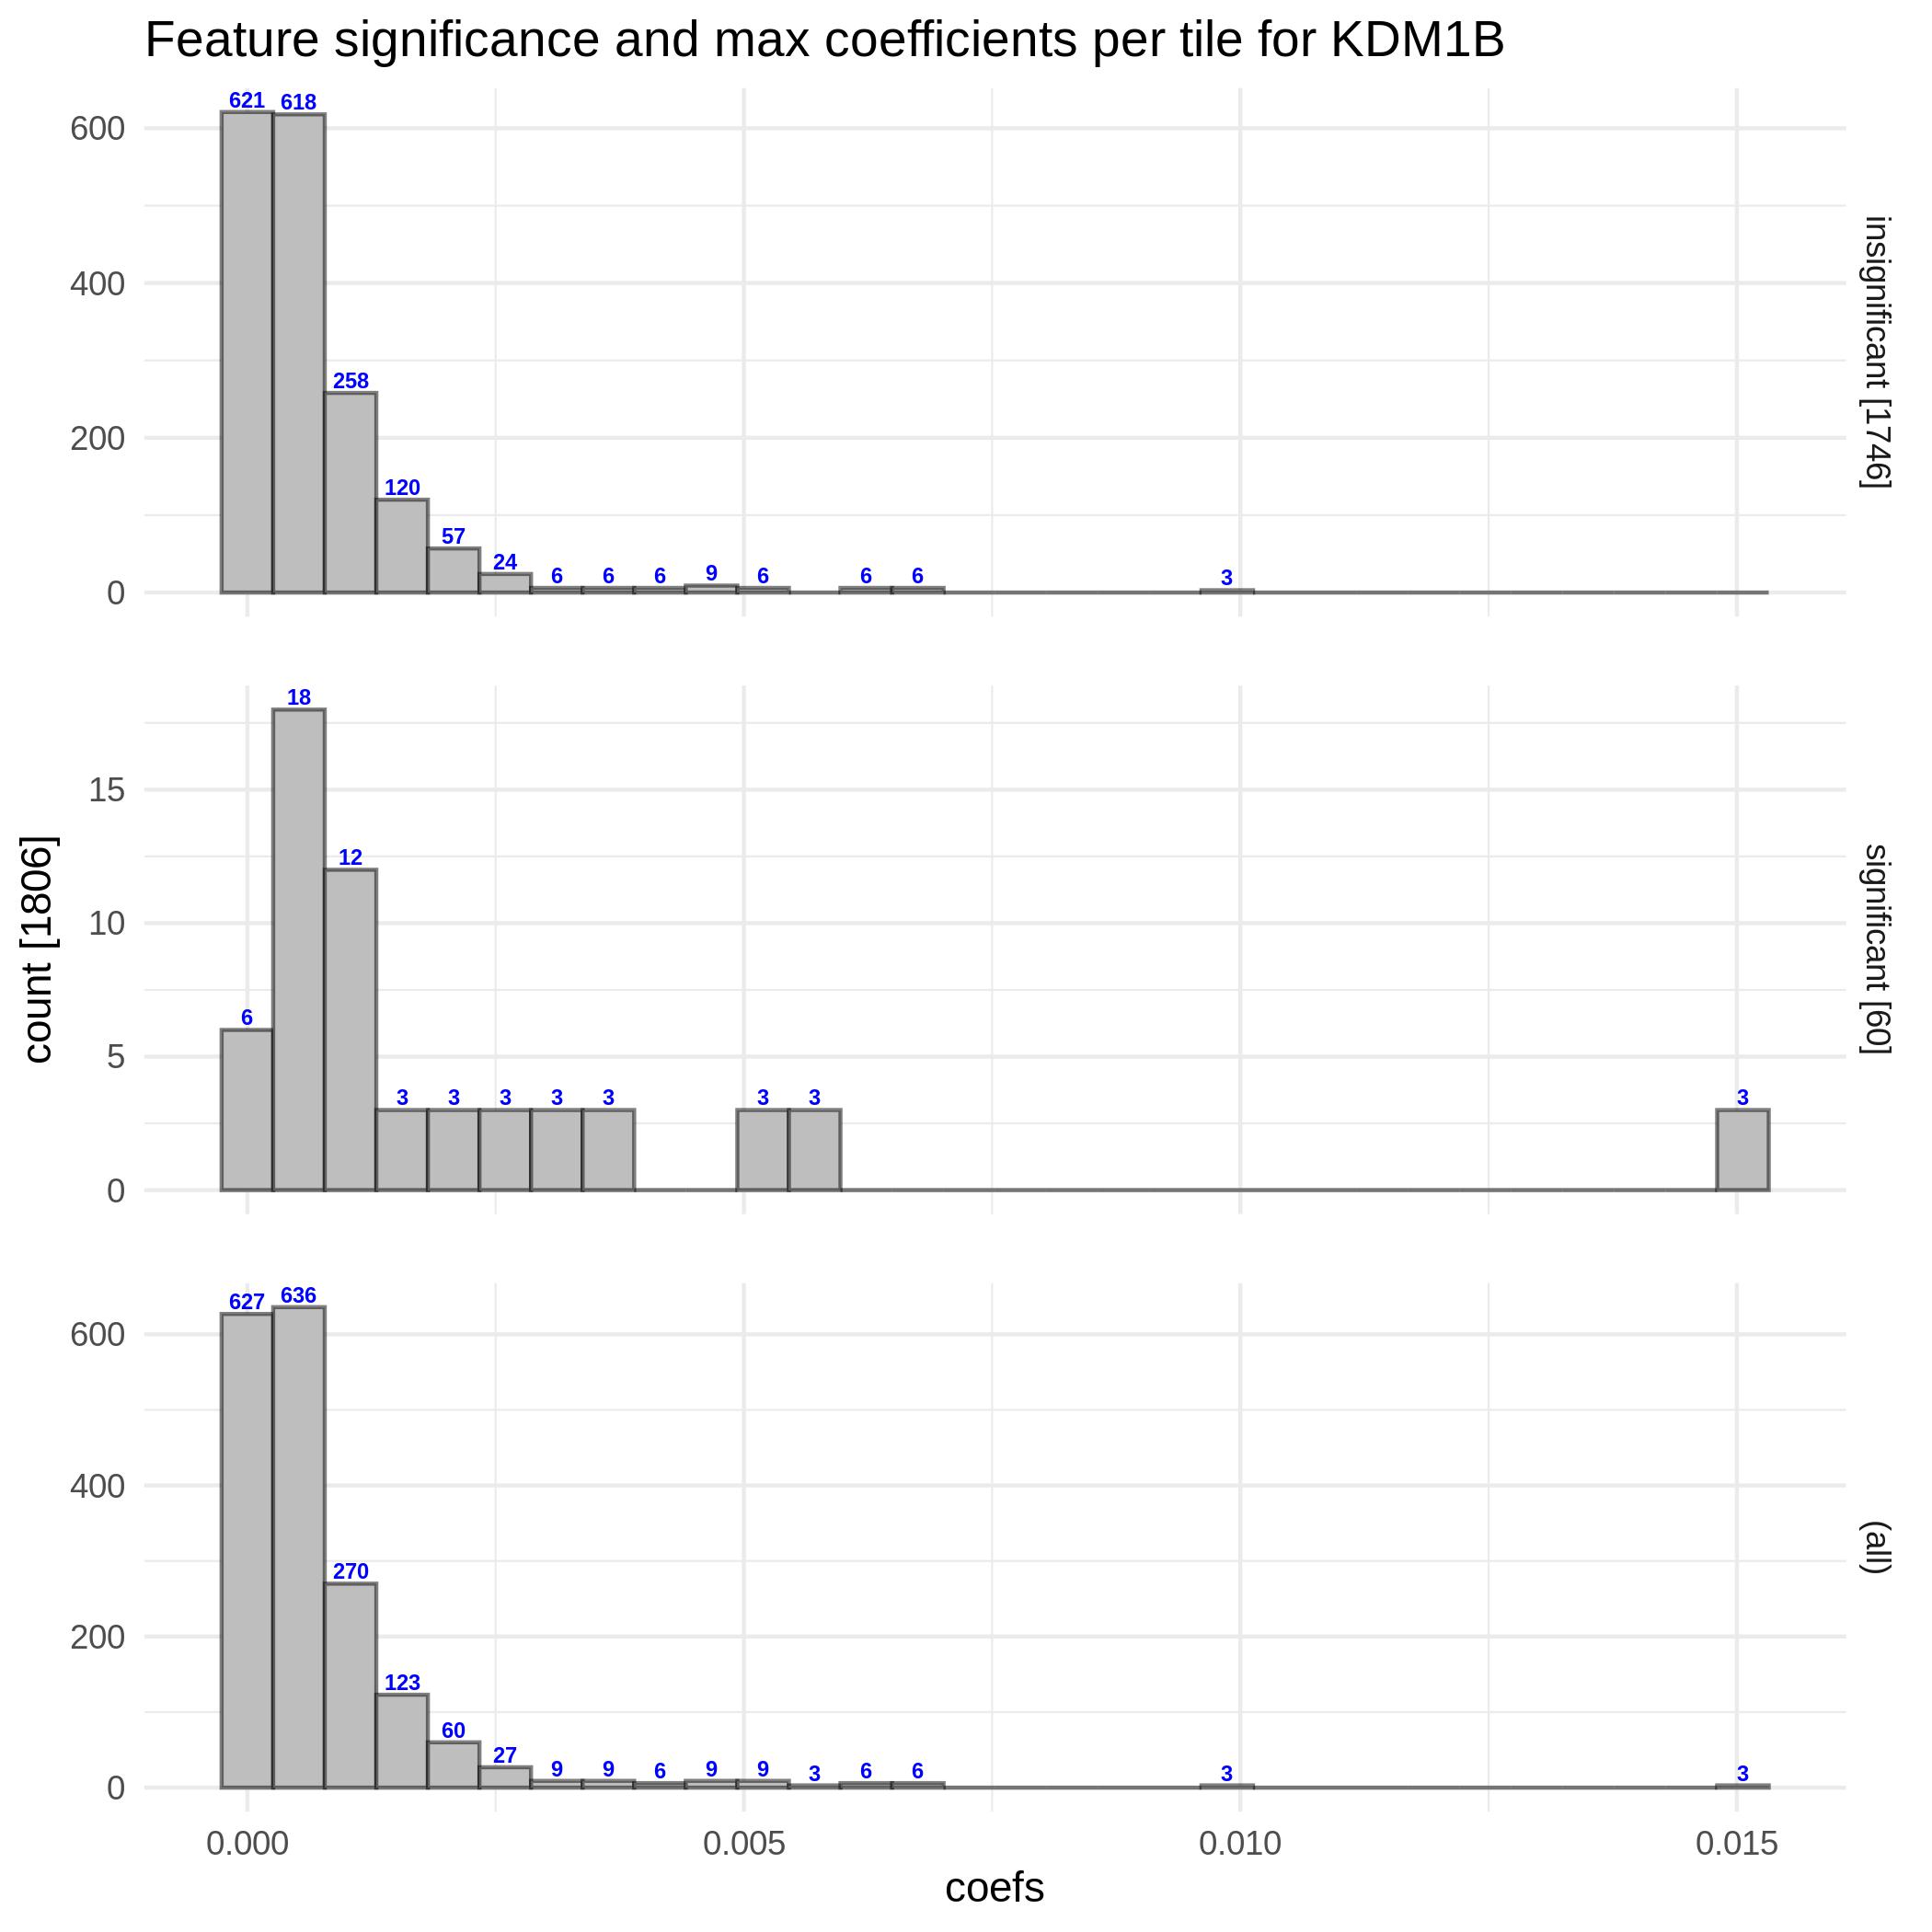 Feature significance and max coefficients per tile for KDM1B
621 618 258 120 57 24 6 6 6 9 6 6 6 3
600
400
200
0
insignificant [1746]
count [1806]
18 12 6 3 3 3 3 3 3 3 3
15
10
5
0
significant [60]
627 636 270 123 60 27 9 9 6 9 9 3 6 6 3 3
600
400
200
0
(all)
0.000 0.005 0.010 0.015
coefs